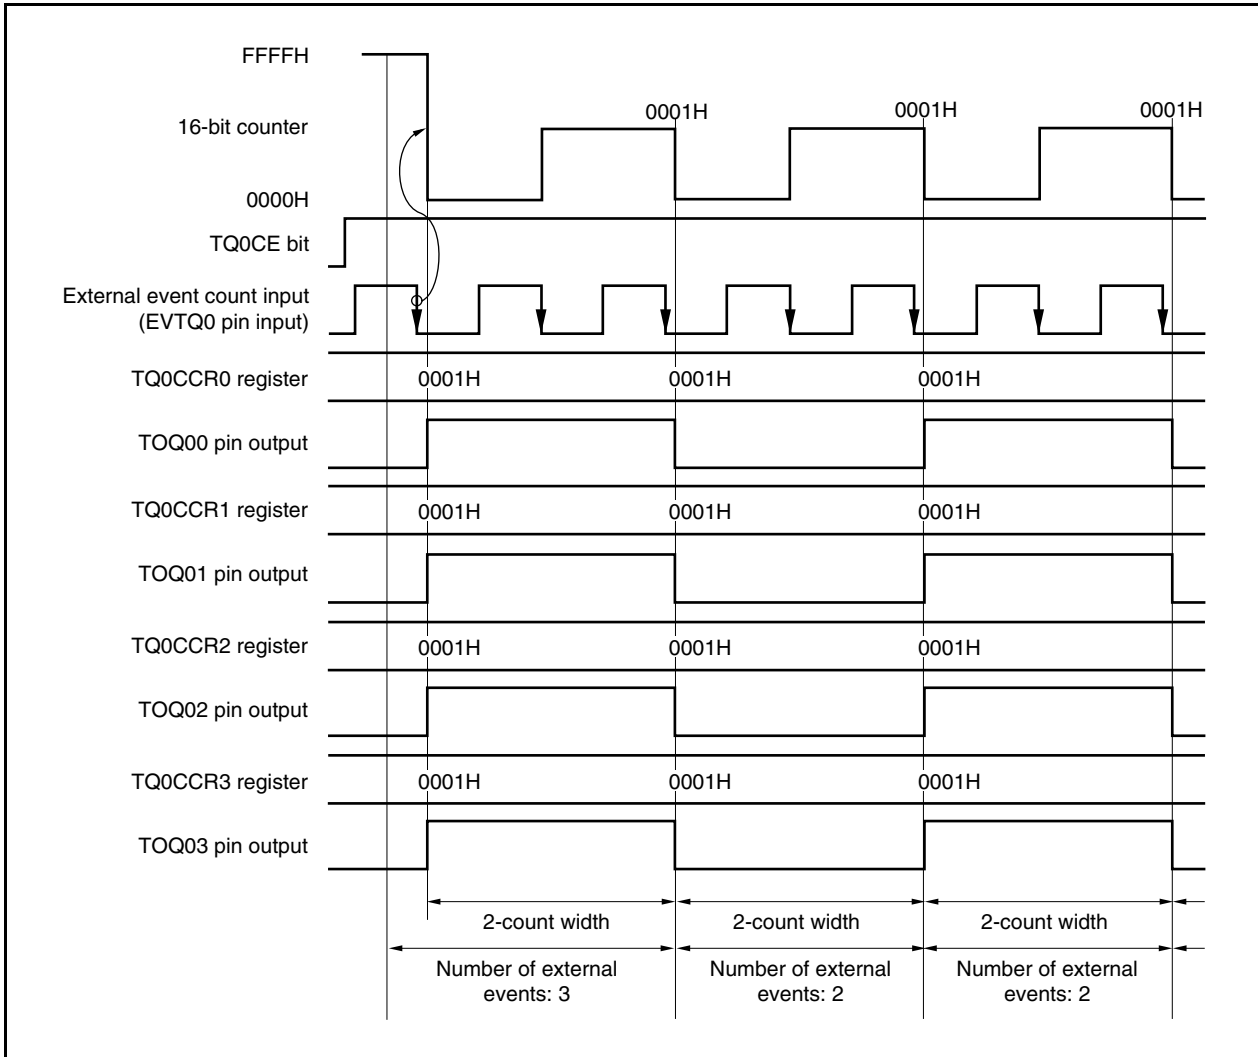 FFFFH
16-bit counter
0001H 0001H 0001H
0000H
TQ0CE bit
External event count input
(EVTQ0 pin input)
TQ0CCR0 register 0001H 0001H 0001H
TOQ00 pin output
TQ0CCR1 register 0001H 0001H 0001H
TOQ01 pin output
TQ0CCR2 register 0001H 0001H 0001H
TOQ02 pin output
TQ0CCR3 register 0001H 0001H 0001H
TOQ03 pin output
2-count width 2-count width 2-count width
Number of external events: 3
Number of external events: 2
Number of external events: 2